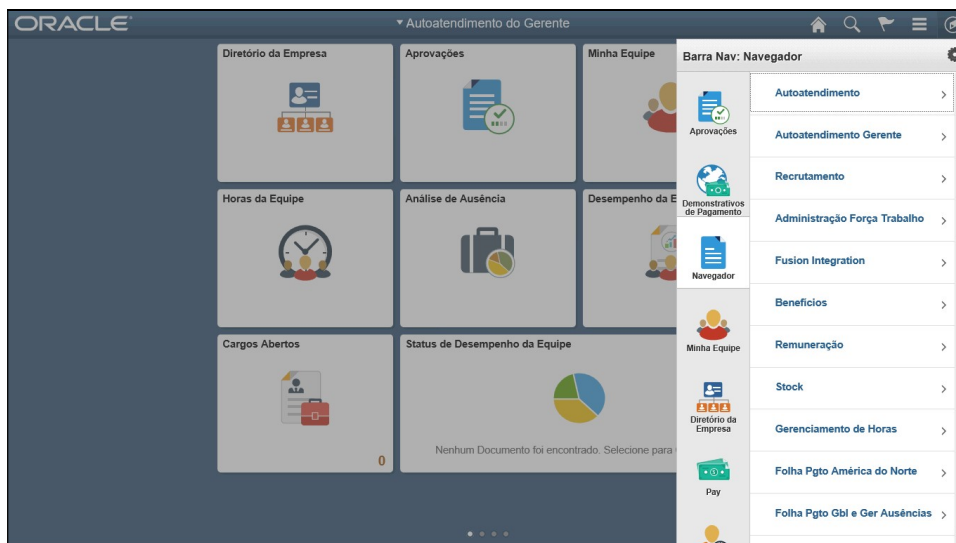 ORACLE
Autoatendimento do Gerente
Diretório da Empresa
Aprovações
Minha Equipe
Horas da Equipe
Análise de Ausência
Desempenho da
Cargos Abertos
0
Status de Desempenho da Equipe
Nenhum Documento foi encontrado. Selecione para
Barra Nav: Navegador
Aprovações
Demonstrativos
de Pagamento
Navegador
Minha Equipe
Diretório da
Empresa
Pay
Autoatendimento
Autoatendimento Gerente
Recrutamento
Administração Força Trabalho
Fusion Integration
Benefícios
Remuneração
Stock
Gerenciamento de Horas
Folha Pgto América do Norte
Folha Pgto Gbl e Ger Ausências